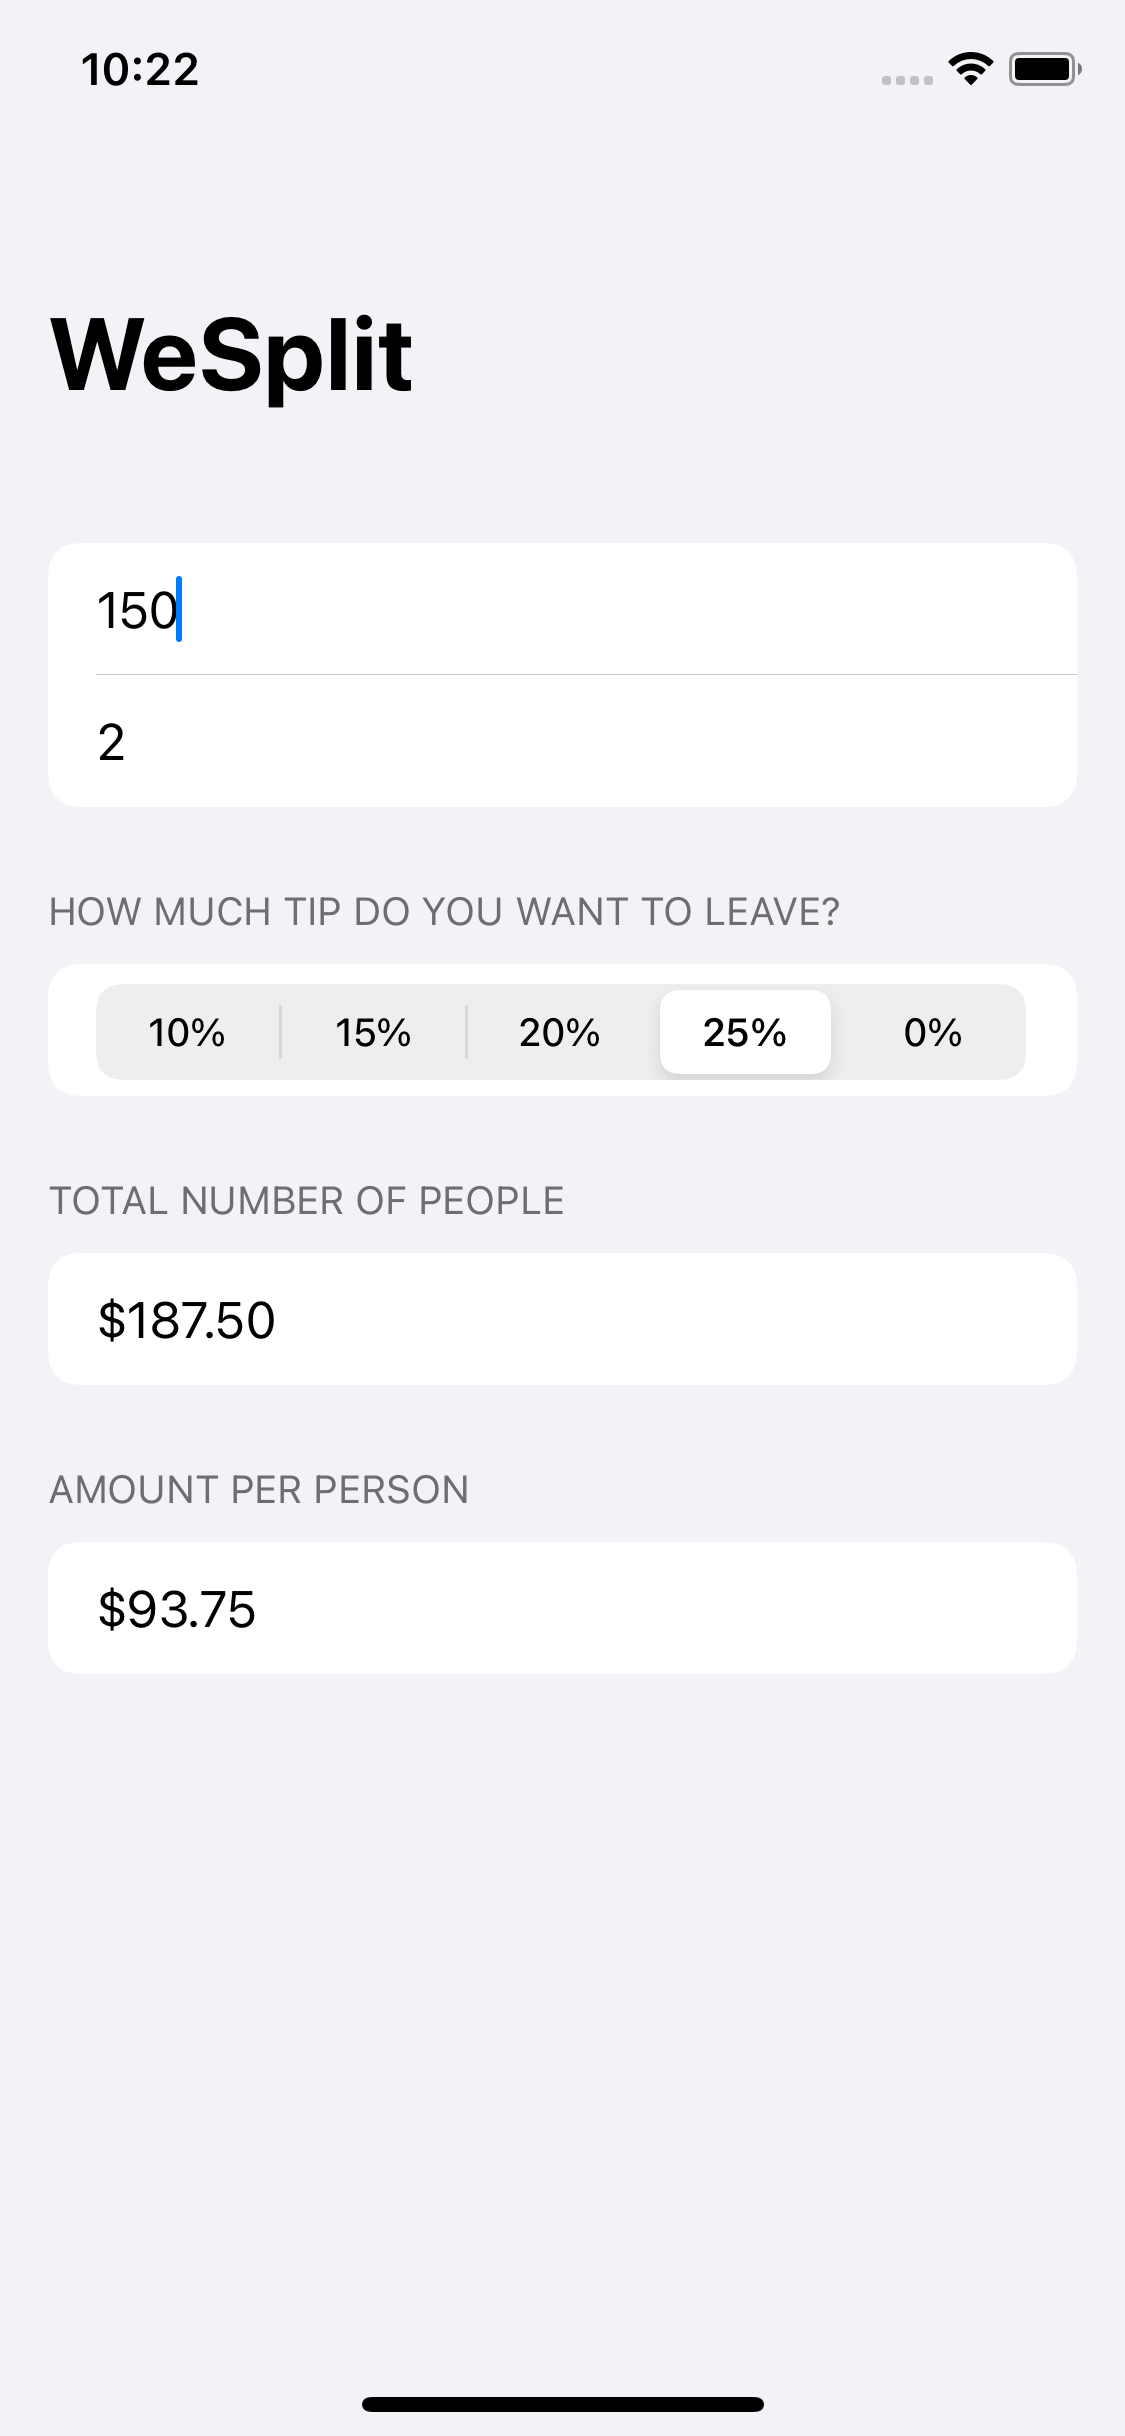 10:22
WeSplit
150
2
HOW MUCH TIP DO YOU WANT TO LEAVE?
10% 15% 20% 25% 0%
TOTAL NUMBER OF PEOPLE
$187.50
AMOUNT PER PERSON
$93.75